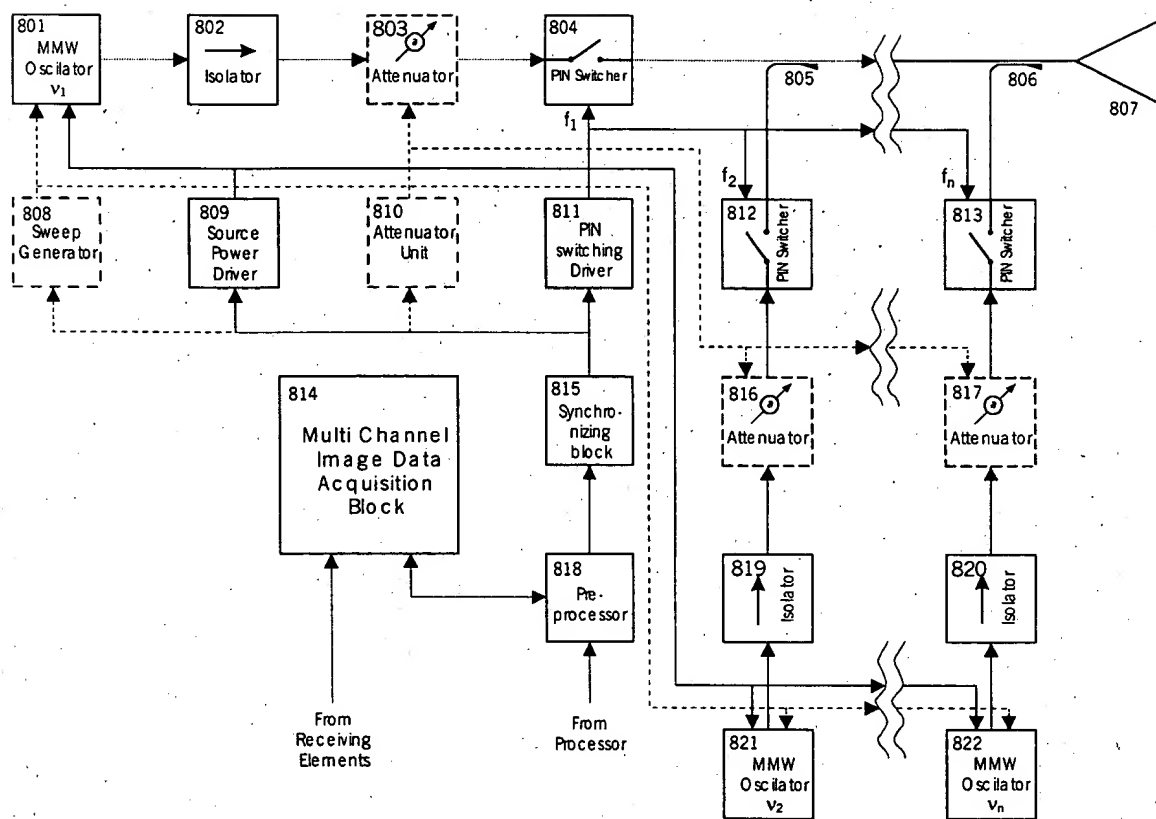 801
MMW
Oscilator
ν1
802
Isolator
803
a
Attenuator
804
PIN Switcher
805
806
807
f1
f2
fn
808
Sweep
Generator
809
Source
Power
Driver
810
Attenuator
Unit
811
PIN
switching
Driver
812
PIN Switcher
813
PIN Switcher
814
Multi Channel
Image Data
Acquisition
Block
815
Synchro-
nizing
block
816
a
Attenuator
817
a
Attenuator
818
Pre-
processor
819
Isolator
820
Isolator
From
Receiving
Elements
From
Processor
821
MMW
Oscilator
ν2
822
MMW
Oscilator
νn